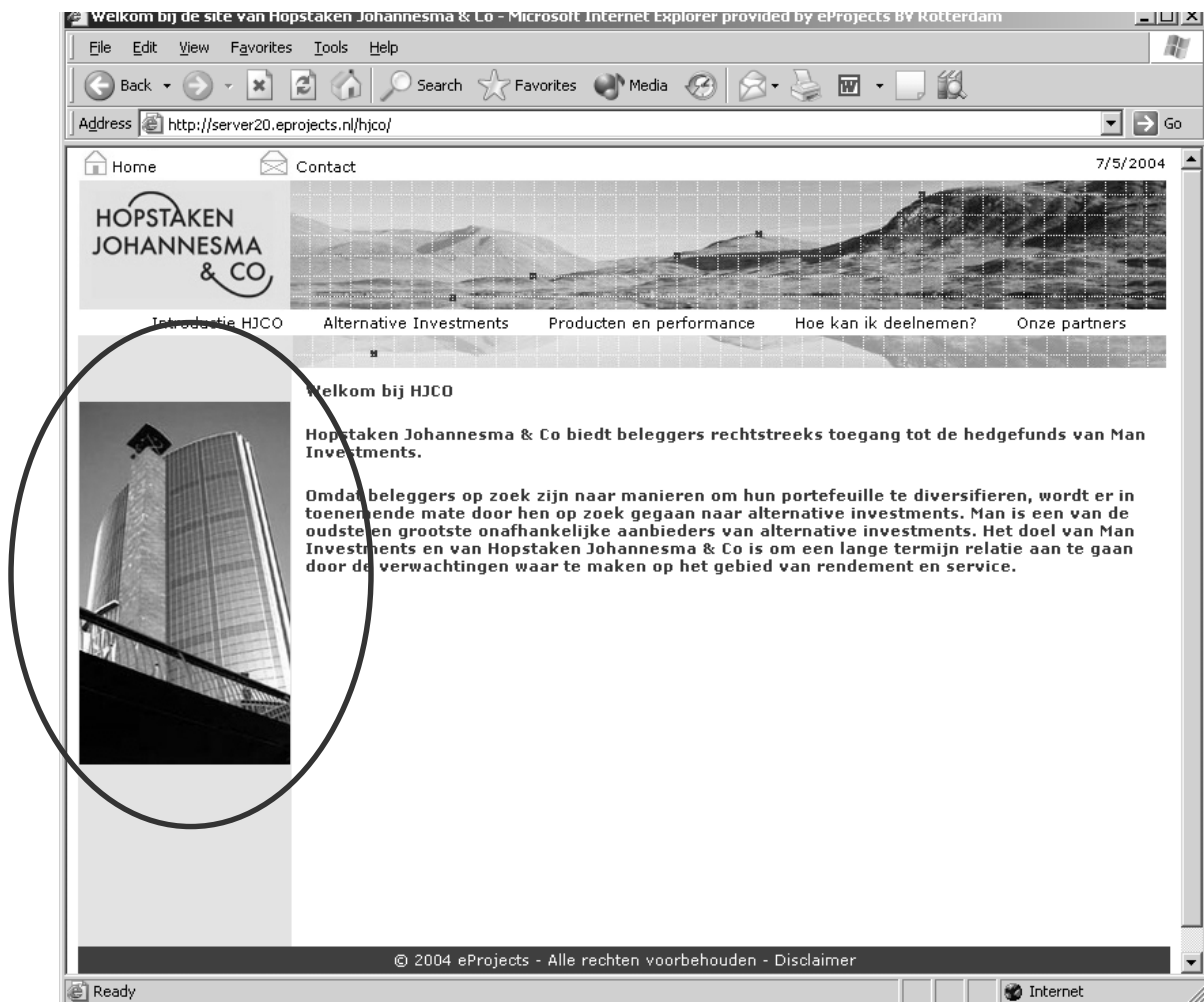 Welkom bij de site van Hopstaken Johannesma & Co - Microsoft Internet Explorer provided by eProjects BV Rotterdam
File Edit View Favorites Tools Help
Back Search Favorites Media
Address http://server20.eprojects.nl/hjco/ Go
Home Contact 7/5/2004
HOPSTAKEN
JOHANNESMA
& CO
Introductie HJCO Alternative Investments Producten en performance Hoe kan ik deelnemen? Onze partners
Welkom bij HJCO
Hopstaken Johannesma & Co biedt beleggers rechtstreeks toegang tot de hedgefunds van Man
Investments.
Omdat beleggers op zoek zijn naar manieren om hun portefeuille te diversifieren, wordt er in
toenemende mate door hen op zoek gegaan naar alternative investments. Man is een van de
oudste en grootste onafhankelijke aanbieders van alternative investments. Het doel van Man
Investments en van Hopstaken Johannesma & Co is om een lange termijn relatie aan te gaan
door de verwachtingen waar te maken op het gebied van rendement en service.
© 2004 eProjects - Alle rechten voorbehouden - Disclaimer
Ready Internet